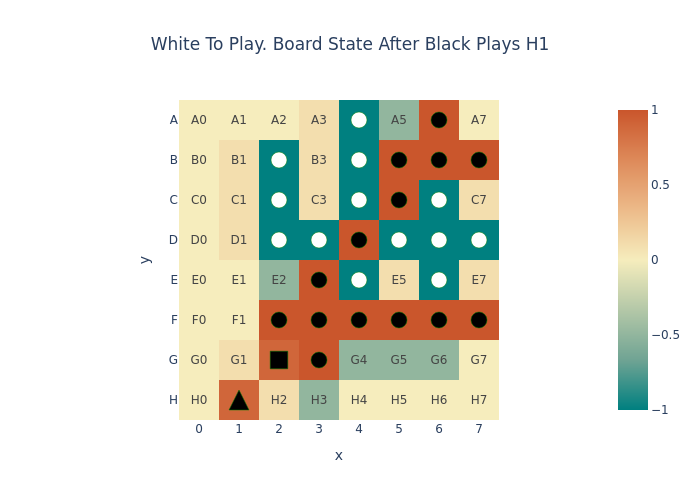 White To Play. Board State After Black Plays H1
A A0 A1 A2 A3 A5 A7
B B0 B1 B3
C C0 C1 C3 C7
D D0 D1
E E0 E1 E2 E5 E7
F F0 F1
G G0 G1 G4 G5 G6 G7
H H0 H2 H3 H4 H5 H6 H7
0 1 2 3 4 5 6 7
x
y
1
0.5
0
−0.5
−1